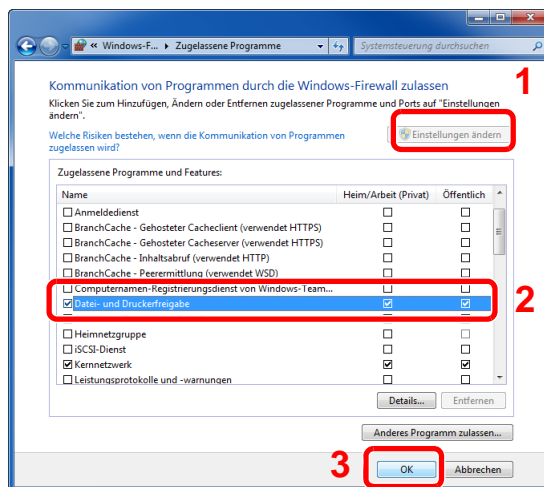 « Windows-F... ▸ Zugelassene Programme
Systemsteuerung durchsuchen
1
Kommunikation von Programmen durch die Windows-Firewall zulassen
Klicken Sie zum Hinzufügen, Ändern oder Entfernen zugelassener Programme und Ports auf "Einstellungen
ändern".
Welche Risiken bestehen, wenn die Kommunikation von Programmen
zugelassen wird?
Einstellungen ändern
Zugelassene Programme und Features:
Name Heim/Arbeit (Privat) Öffentlich
Anmeldedienst
BranchCache - Gehosteter Cacheclient (verwendet HTTPS)
BranchCache - Gehosteter Cacheserver (verwendet HTTPS)
BranchCache - Inhaltsabruf (verwendet HTTP)
BranchCache - Peerermittlung (verwendet WSD)
Computernamen-Registrierungsdienst von Windows-Team...
Datei- und Druckerfreigabe
2
Heimnetzgruppe
iSCSI-Dienst
Kernnetzwerk
Leistungsprotokolle und -warnungen
Details... Entfernen
Anderes Programm zulassen...
3
OK Abbrechen